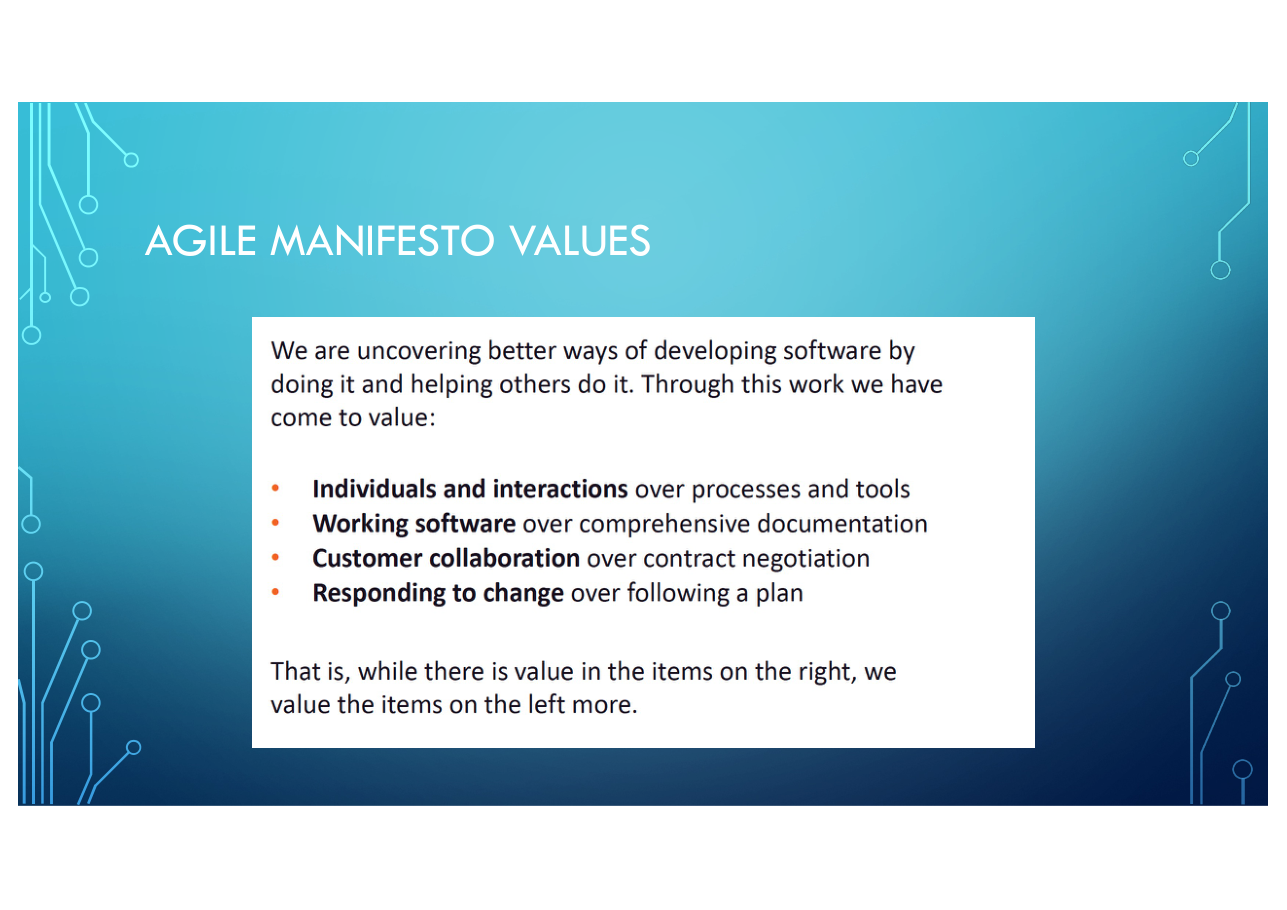 AGILE MANIFESTO VALUES
We are uncovering better ways of developing software by
doing it and helping others do it. Through this work we have
come to value:
• Individuals and interactions over processes and tools
• Working software over comprehensive documentation
• Customer collaboration over contract negotiation
• Responding to change over following a plan
That is, while there is value in the items on the right, we
value the items on the left more.